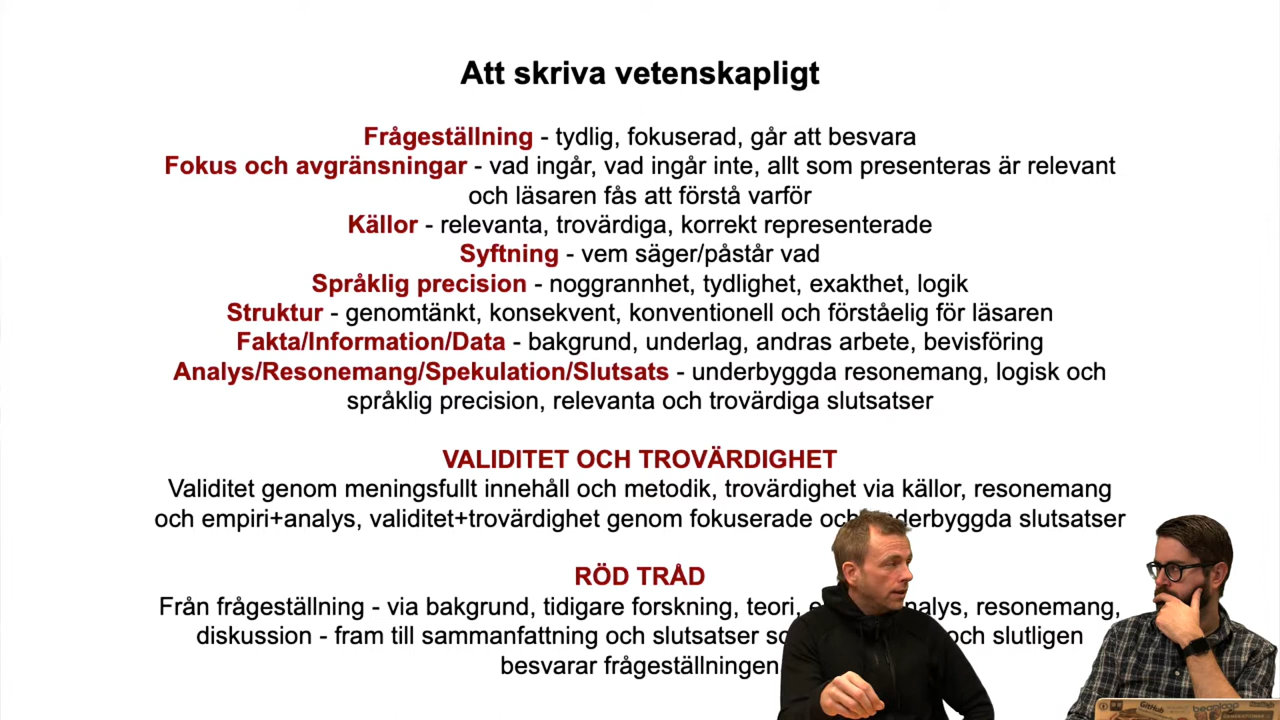 Att skriva vetenskapligt
Frågeställning - tydlig, fokuserad, går att besvara
Fokus och avgränsningar - vad ingår, vad ingår inte, allt som presenteras är relevant
och läsaren fås att förstå varför
Källor - relevanta, trovärdiga, korrekt representerade
Syftning - vem säger/påstår vad
Språklig precision - noggrannhet, tydlighet, exakthet, logik
Struktur - genomtänkt, konsekvent, konventionell och förståelig för läsaren
Fakta/Information/Data - bakgrund, underlag, andras arbete, bevisföring
Analys/Resonemang/Spekulation/Slutsats - underbyggda resonemang, logisk och
språklig precision, relevanta och trovärdiga slutsatser
VALIDITET OCH TROVÄRDIGHET
Validitet genom meningsfullt innehåll och metodik, trovärdighet via källor, resonemang
och empiri+analys, validitet+trovärdighet genom fokuserade och underbyggda slutsatser
RÖD TRÅD
Från frågeställning - via bakgrund, tidigare forskning, teori, resonemang,
diskussion - fram till sammanfattning och slutsatser och slutligen
besvarar frågeställningen
GitHub